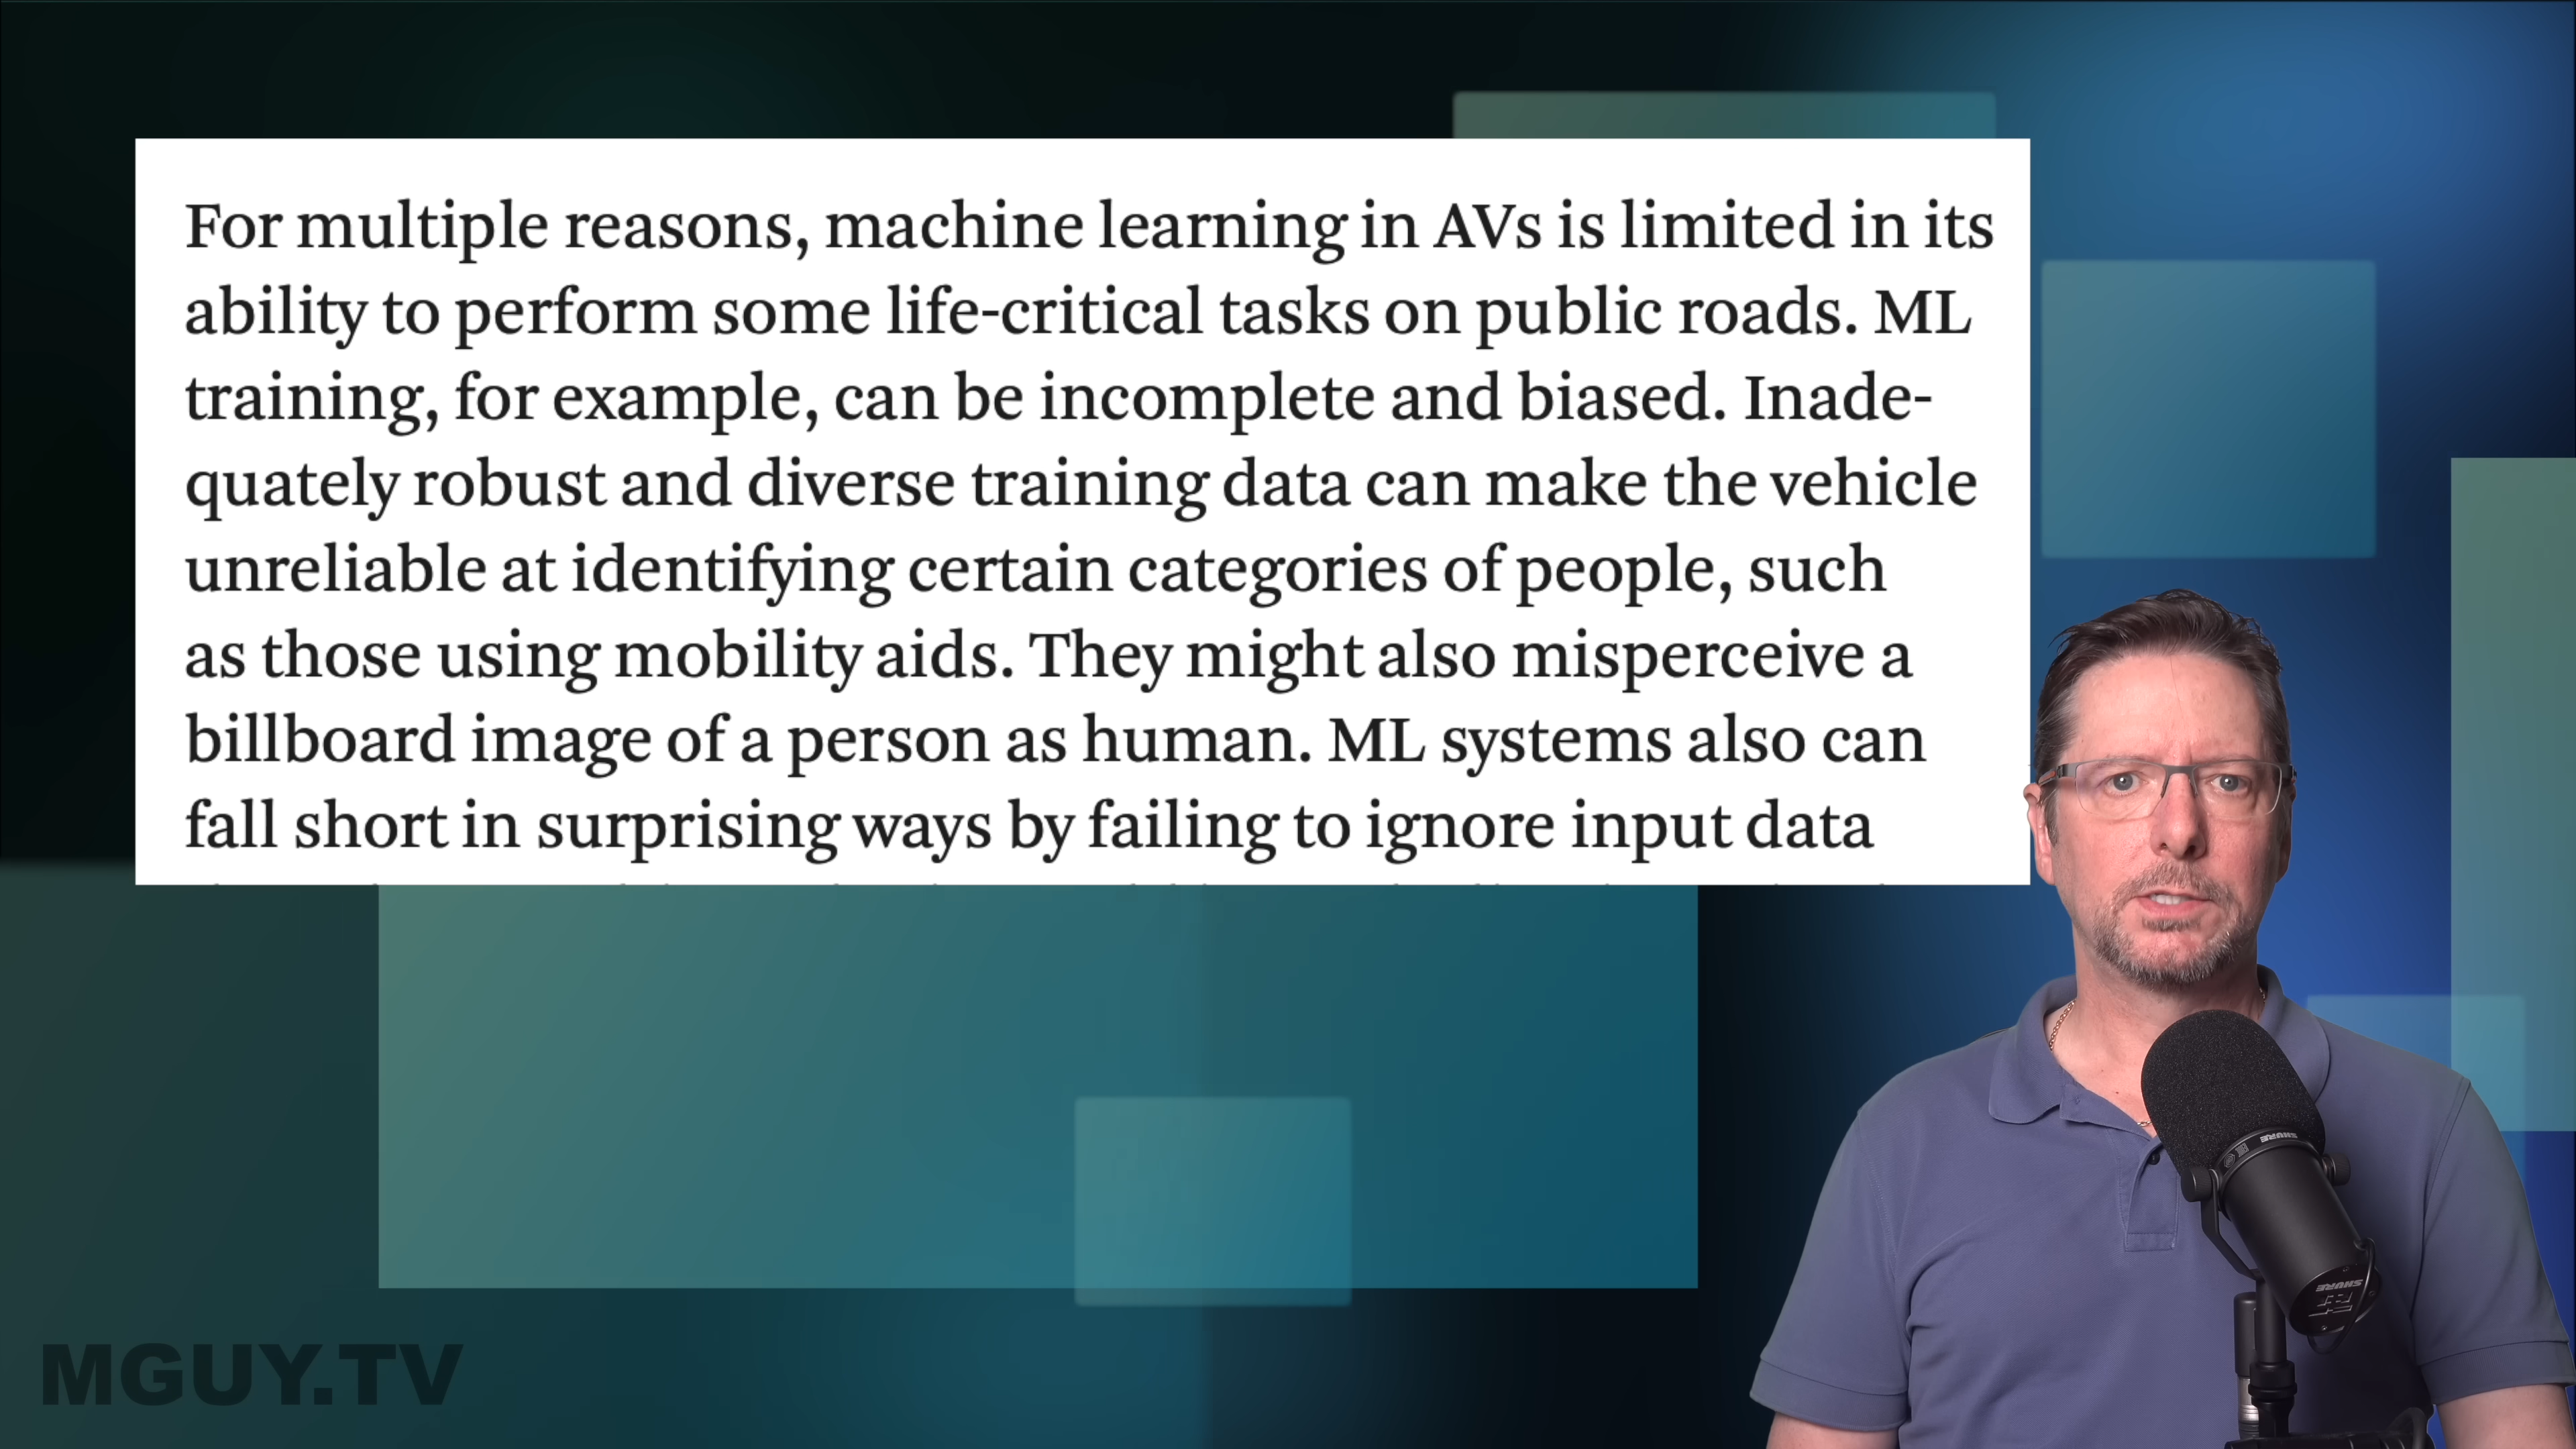 For multiple reasons, machine learning in AVs is limited in its
ability to perform some life-critical tasks on public roads. ML
training, for example, can be incomplete and biased. Inade-
quately robust and diverse training data can make the vehicle
unreliable at identifying certain categories of people, such
as those using mobility aids. They might also misperceive a
billboard image of a person as human. ML systems also can
fall short in surprising ways by failing to ignore input data
SHURE
SHURE
MGUY.TV